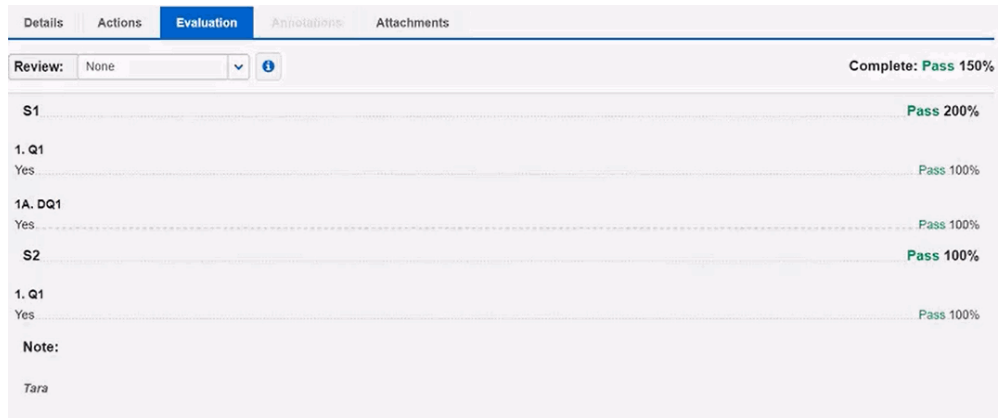 Details Actions Evaluation Annotations Attachments
Review: None Complete: Pass 150%
S1 Pass 200%
1. Q1
Yes Pass 100%
1A. DQ1
Yes Pass 100%
S2 Pass 100%
1. Q1
Yes Pass 100%
Note:
Tara